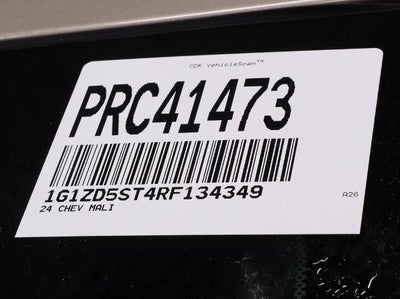 CDK VehicleScan™
PRC41473
1G1ZD5ST4RF134349
24 CHEV MALI
A26